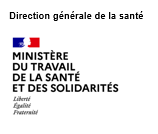 Direction générale de la santé
MINISTÈRE
DU TRAVAIL
DE LA SANTÉ
ET DES SOLIDARITÉS
Liberté
Égalité
Fraternité